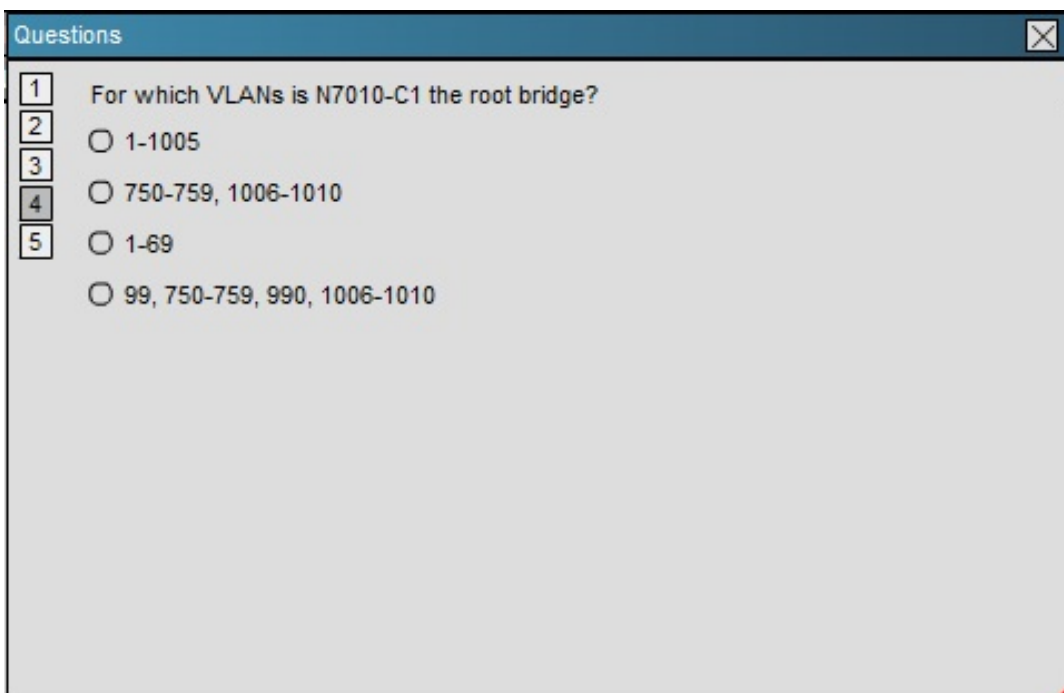 Questions
1
For which VLANs is N7010-C1 the root bridge?
2
1-1005
3
4
750-759, 1006-1010
5
1-69
99, 750-759, 990, 1006-1010